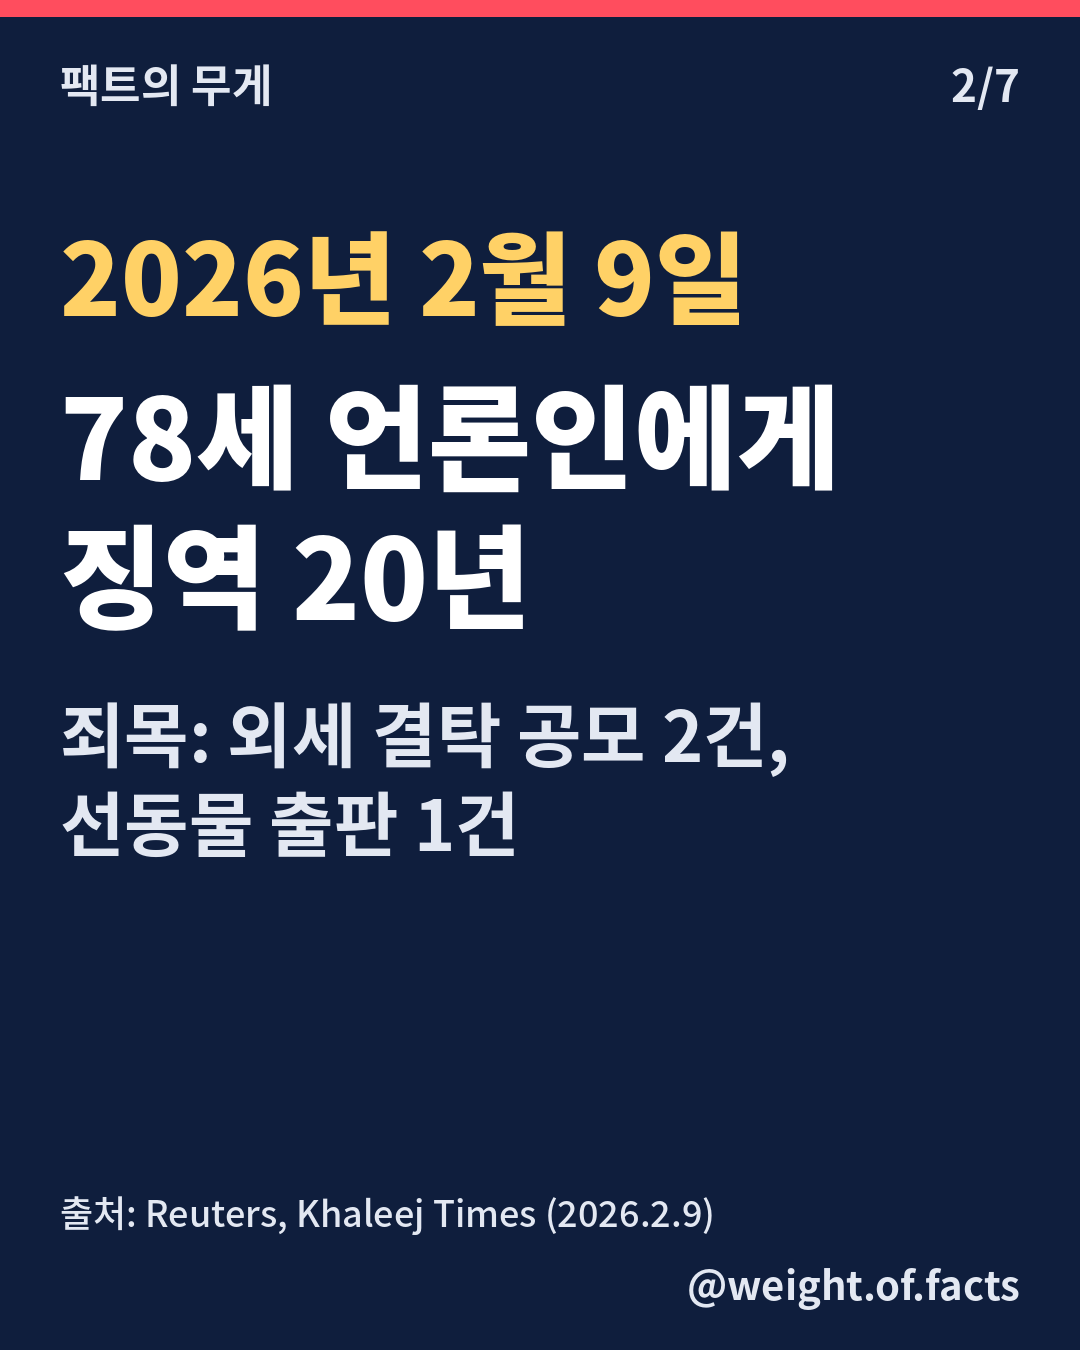 팩트의 무게
2/7
2026년 2월 9일
78세 언론인에게
징역 20년
죄목: 외세 결탁 공모 2건,
선동물 출판 1건
출처: Reuters, Khaleej Times (2026.2.9)
@weight.of.facts